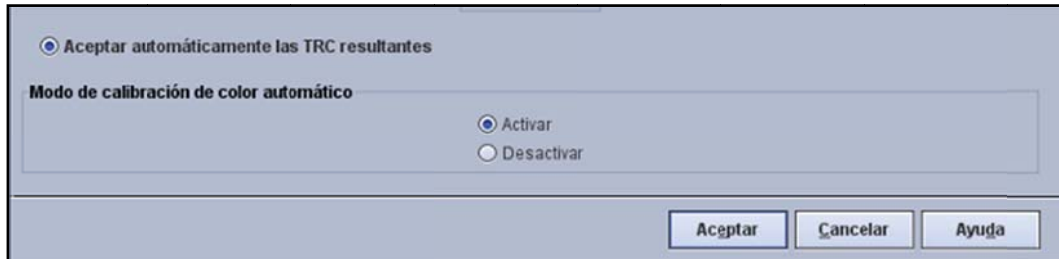 Aceptar automáticamente las TRC resultantes
Modo de calibración de color automático
Activar
Desactivar
Aceptar Cancelar Ayuda